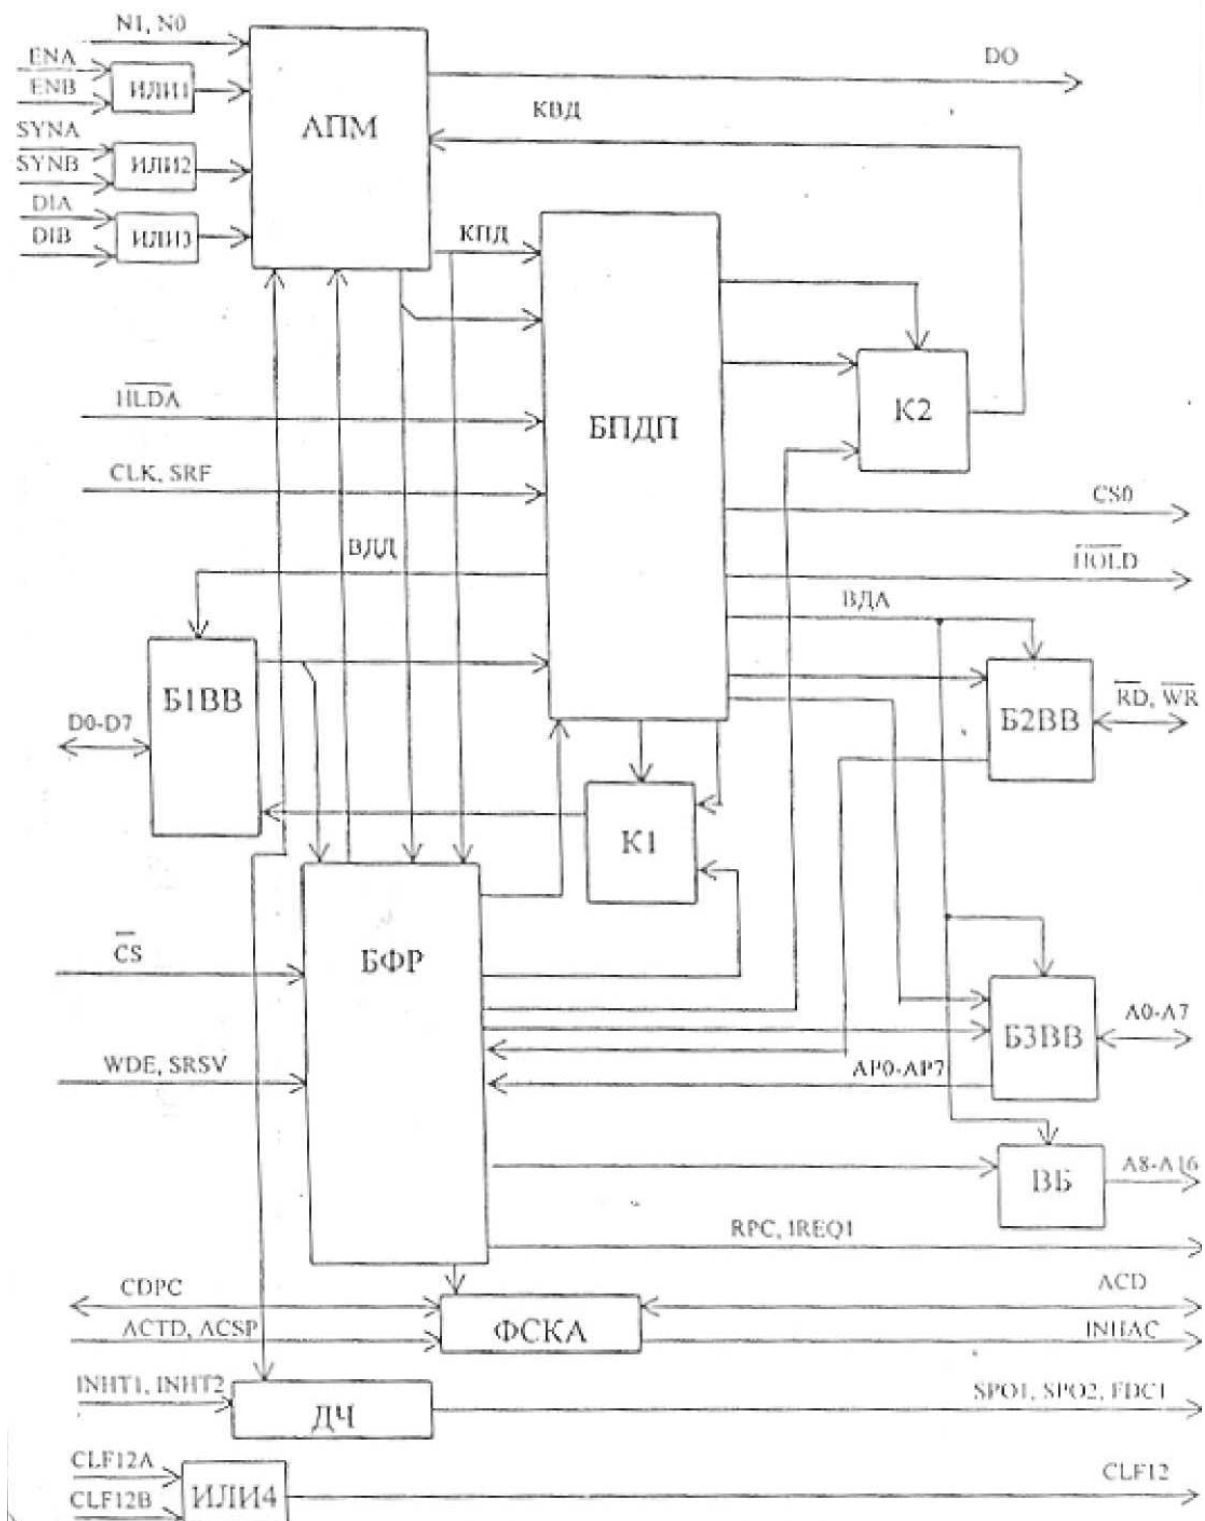 N1, N0
ENA
ENB
ИЛИ1
АПМ
DO
КВД
SYNA
SYNB
ИЛИ2
DIA
DIB
ИЛИ3
КПД
HLDA
БПДП
К2
CLK, SRF
CS0
ВДД
HOLD
ВДА
Б1ВВ
D0-D7
Б2ВВ
RD, WR
К1
CS
БФР
Б3ВВ
A0-A7
WDE, SRSV
AP0-AP7
ВБ
A8-A16
RPC, IREQ1
CDPC
ACD
ACTD, ACSP
ФСКА
INHAC
INHT1, INHT2
ДЧ
SPO1, SPO2, FDC1
CLF12A
CLF12B
ИЛИ4
CLF12